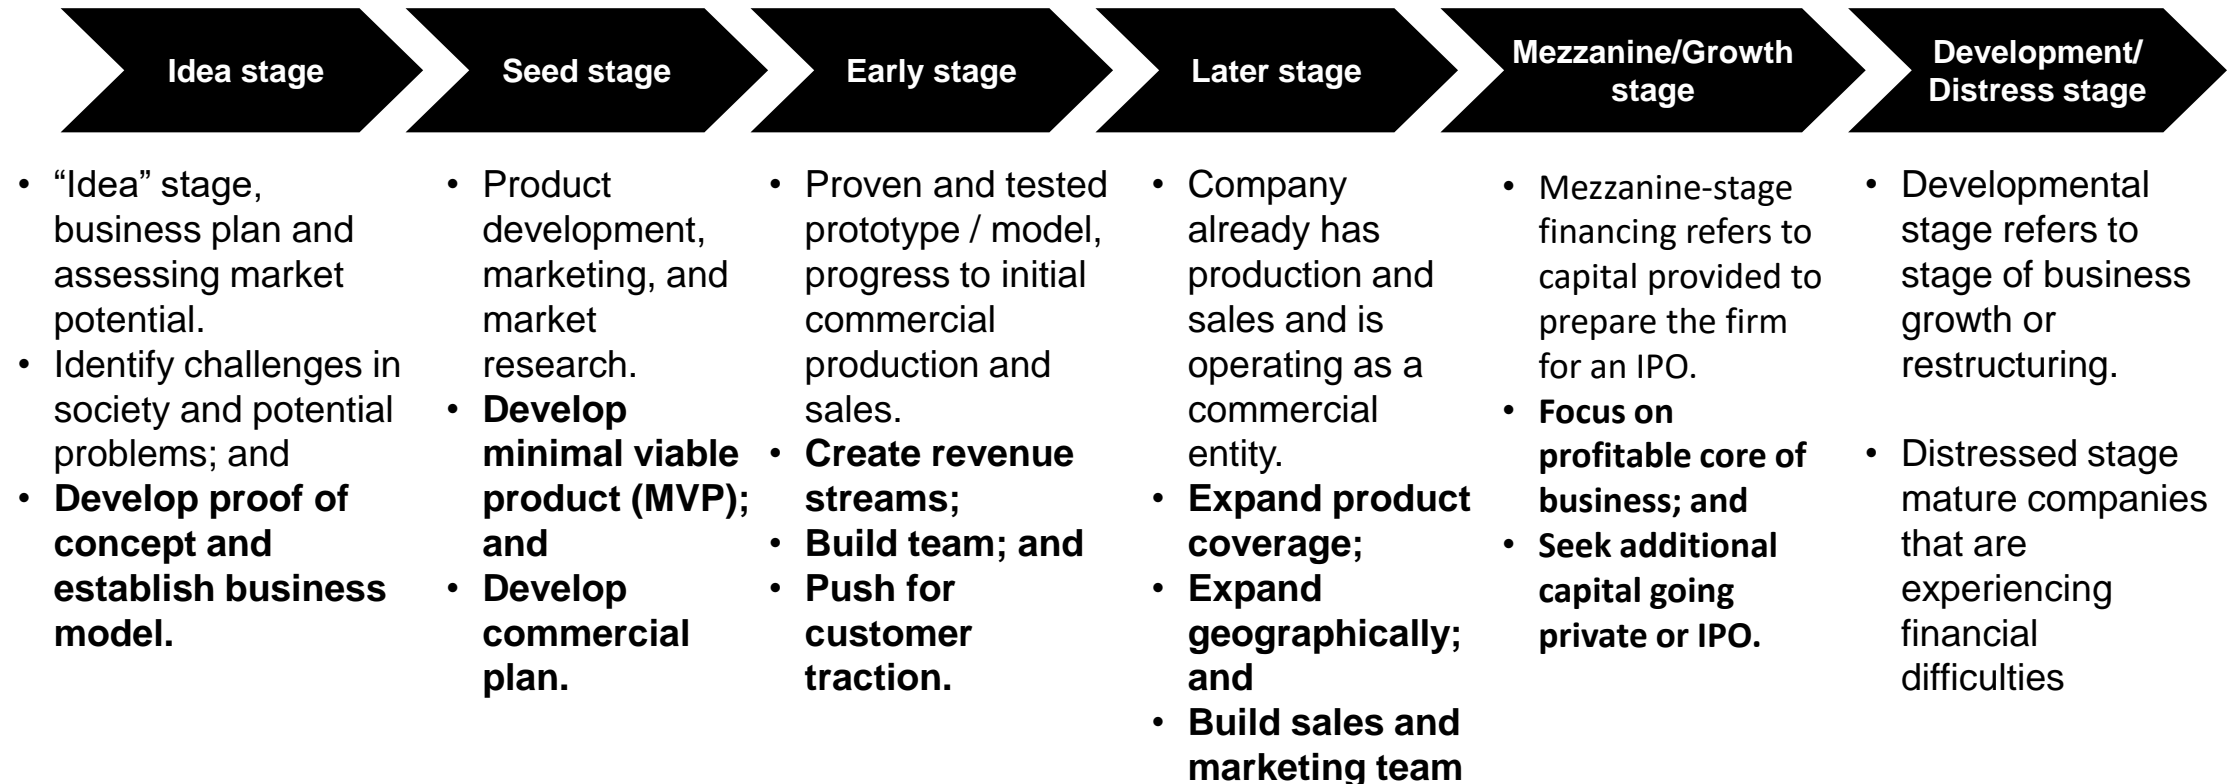 Idea stage
Seed stage
Early stage
Later stage
Mezzanine/Growth
stage
Development/
Distress stage
• “Idea” stage,
business plan and
assessing market
potential.
• Identify challenges in
society and potential
problems; and
• Develop proof of
concept and
establish business
model.
• Product
development,
marketing, and
market
research.
• Develop
minimal viable
product (MVP);
and
• Develop
commercial
plan.
• Proven and tested
prototype / model,
progress to initial
commercial
production and
sales.
• Create revenue
streams;
• Build team; and
• Push for
customer
traction.
• Company
already has
production and
sales and is
operating as a
commercial
entity.
• Expand product
coverage;
• Expand
geographically;
and
• Build sales and
marketing team
• Mezzanine-stage
financing refers to
capital provided to
prepare the firm
for an IPO.
• Focus on
profitable core of
business; and
• Seek additional
capital going
private or IPO.
• Developmental
stage refers to
stage of business
growth or
restructuring.
• Distressed stage
mature companies
that are
experiencing
financial
difficulties